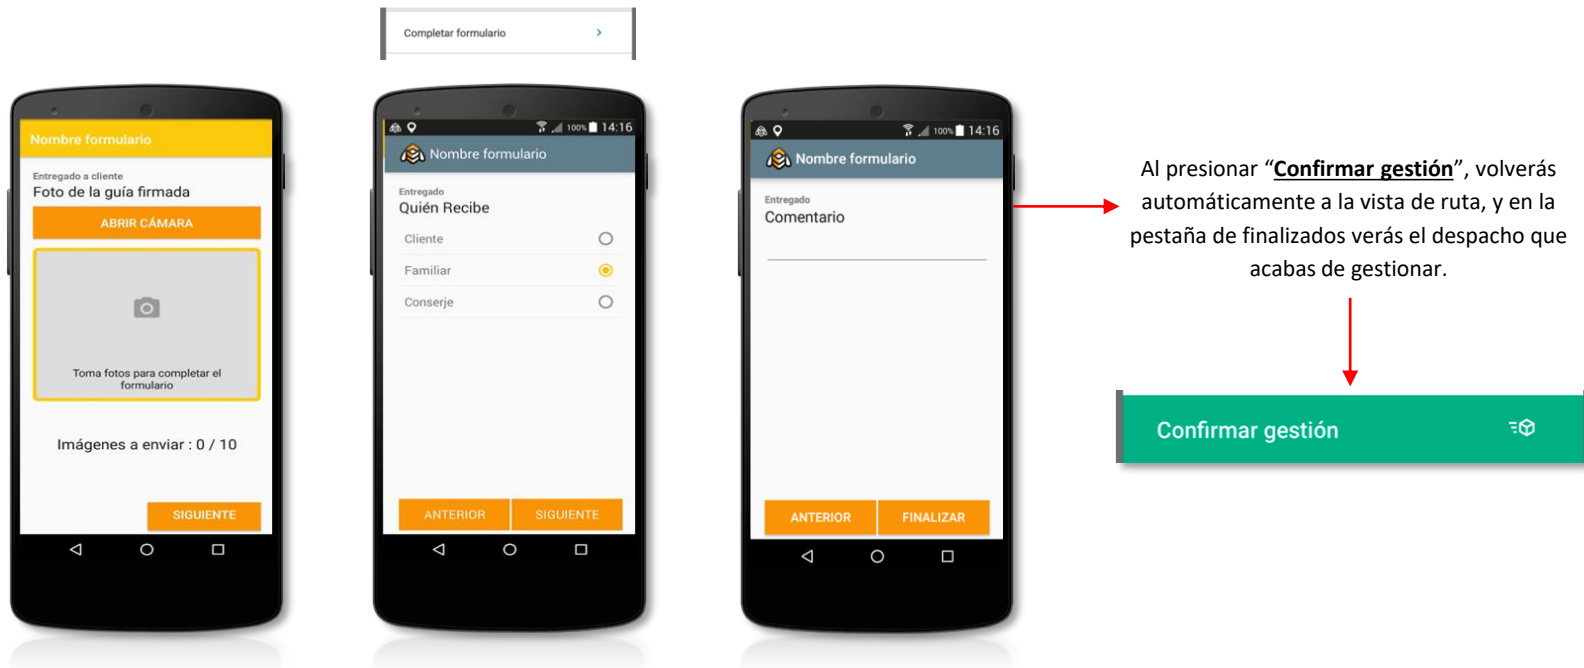 Completar formulario
Nombre formulario
Entregado a cliente
Foto de la guía firmada
ABRIR CÁMARA
Toma fotos para completar el
formulario
Imágenes a enviar : 0 / 10
SIGUIENTE
100% 14:16
Nombre formulario
Entregado
Quién Recibe
Cliente
Familiar
Conserje
ANTERIOR SIGUIENTE
100% 14:16
Nombre formulario
Entregado
Comentario
ANTERIOR FINALIZAR
Al presionar “Confirmar gestión”, volverás
automáticamente a la vista de ruta, y en la
pestaña de finalizados verás el despacho que
acabas de gestionar.
Confirmar gestión